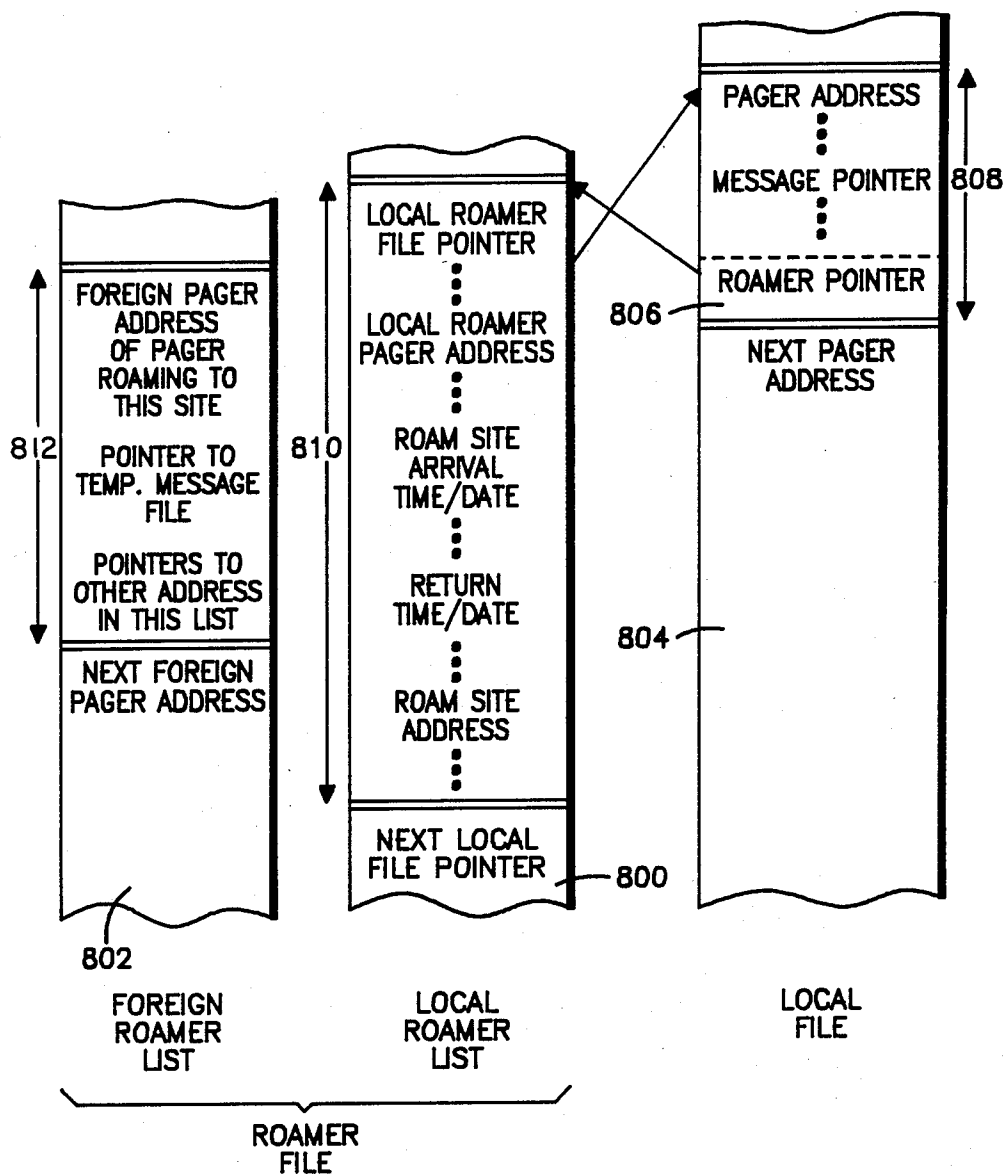 FOREIGN PAGER
ADDRESS
OF PAGER
ROAMING TO
THIS SITE
812
POINTER TO
TEMP. MESSAGE
FILE
POINTERS TO
OTHER ADDRESS
IN THIS LIST
NEXT FOREIGN
PAGER ADDRESS
802
FOREIGN
ROAMER
LIST
LOCAL ROAMER
FILE POINTER
LOCAL ROAMER
PAGER ADDRESS
810
ROAM SITE
ARRIVAL
TIME/DATE
RETURN
TIME/DATE
ROAM SITE
ADDRESS
NEXT LOCAL
FILE POINTER
800
LOCAL
ROAMER
LIST
ROAMER
FILE
PAGER ADDRESS
MESSAGE POINTER
808
ROAMER POINTER
806
NEXT PAGER
ADDRESS
804
LOCAL
FILE